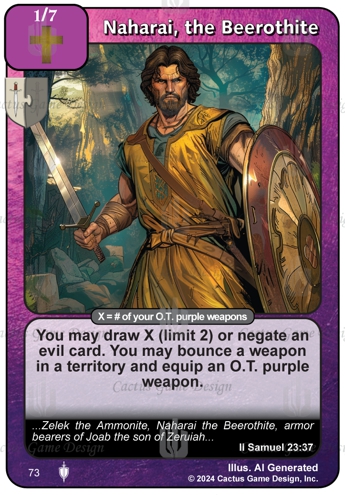 1/7
Naharai, the Beerothite
X = # of your O.T. purple weapons
You may draw X (limit 2) or negate an
evil card. You may bounce a weapon
in a territory and equip an O.T. purple
weapon.
Cactus Game Design
...Zelek the Ammonite, Naharai the Beerothite, armor
bearers of Joab the son of Zeruiah...
II Samuel 23:37
Illus. AI Generated
73
© 2024 Cactus Game Design, Inc.